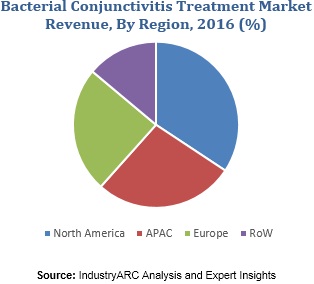 Bacterial Conjunctivitis Treatment Market
Revenue, By Region, 2016 (%)
North America APAC Europe RoW
Source: IndustryARC Analysis and Expert Insights